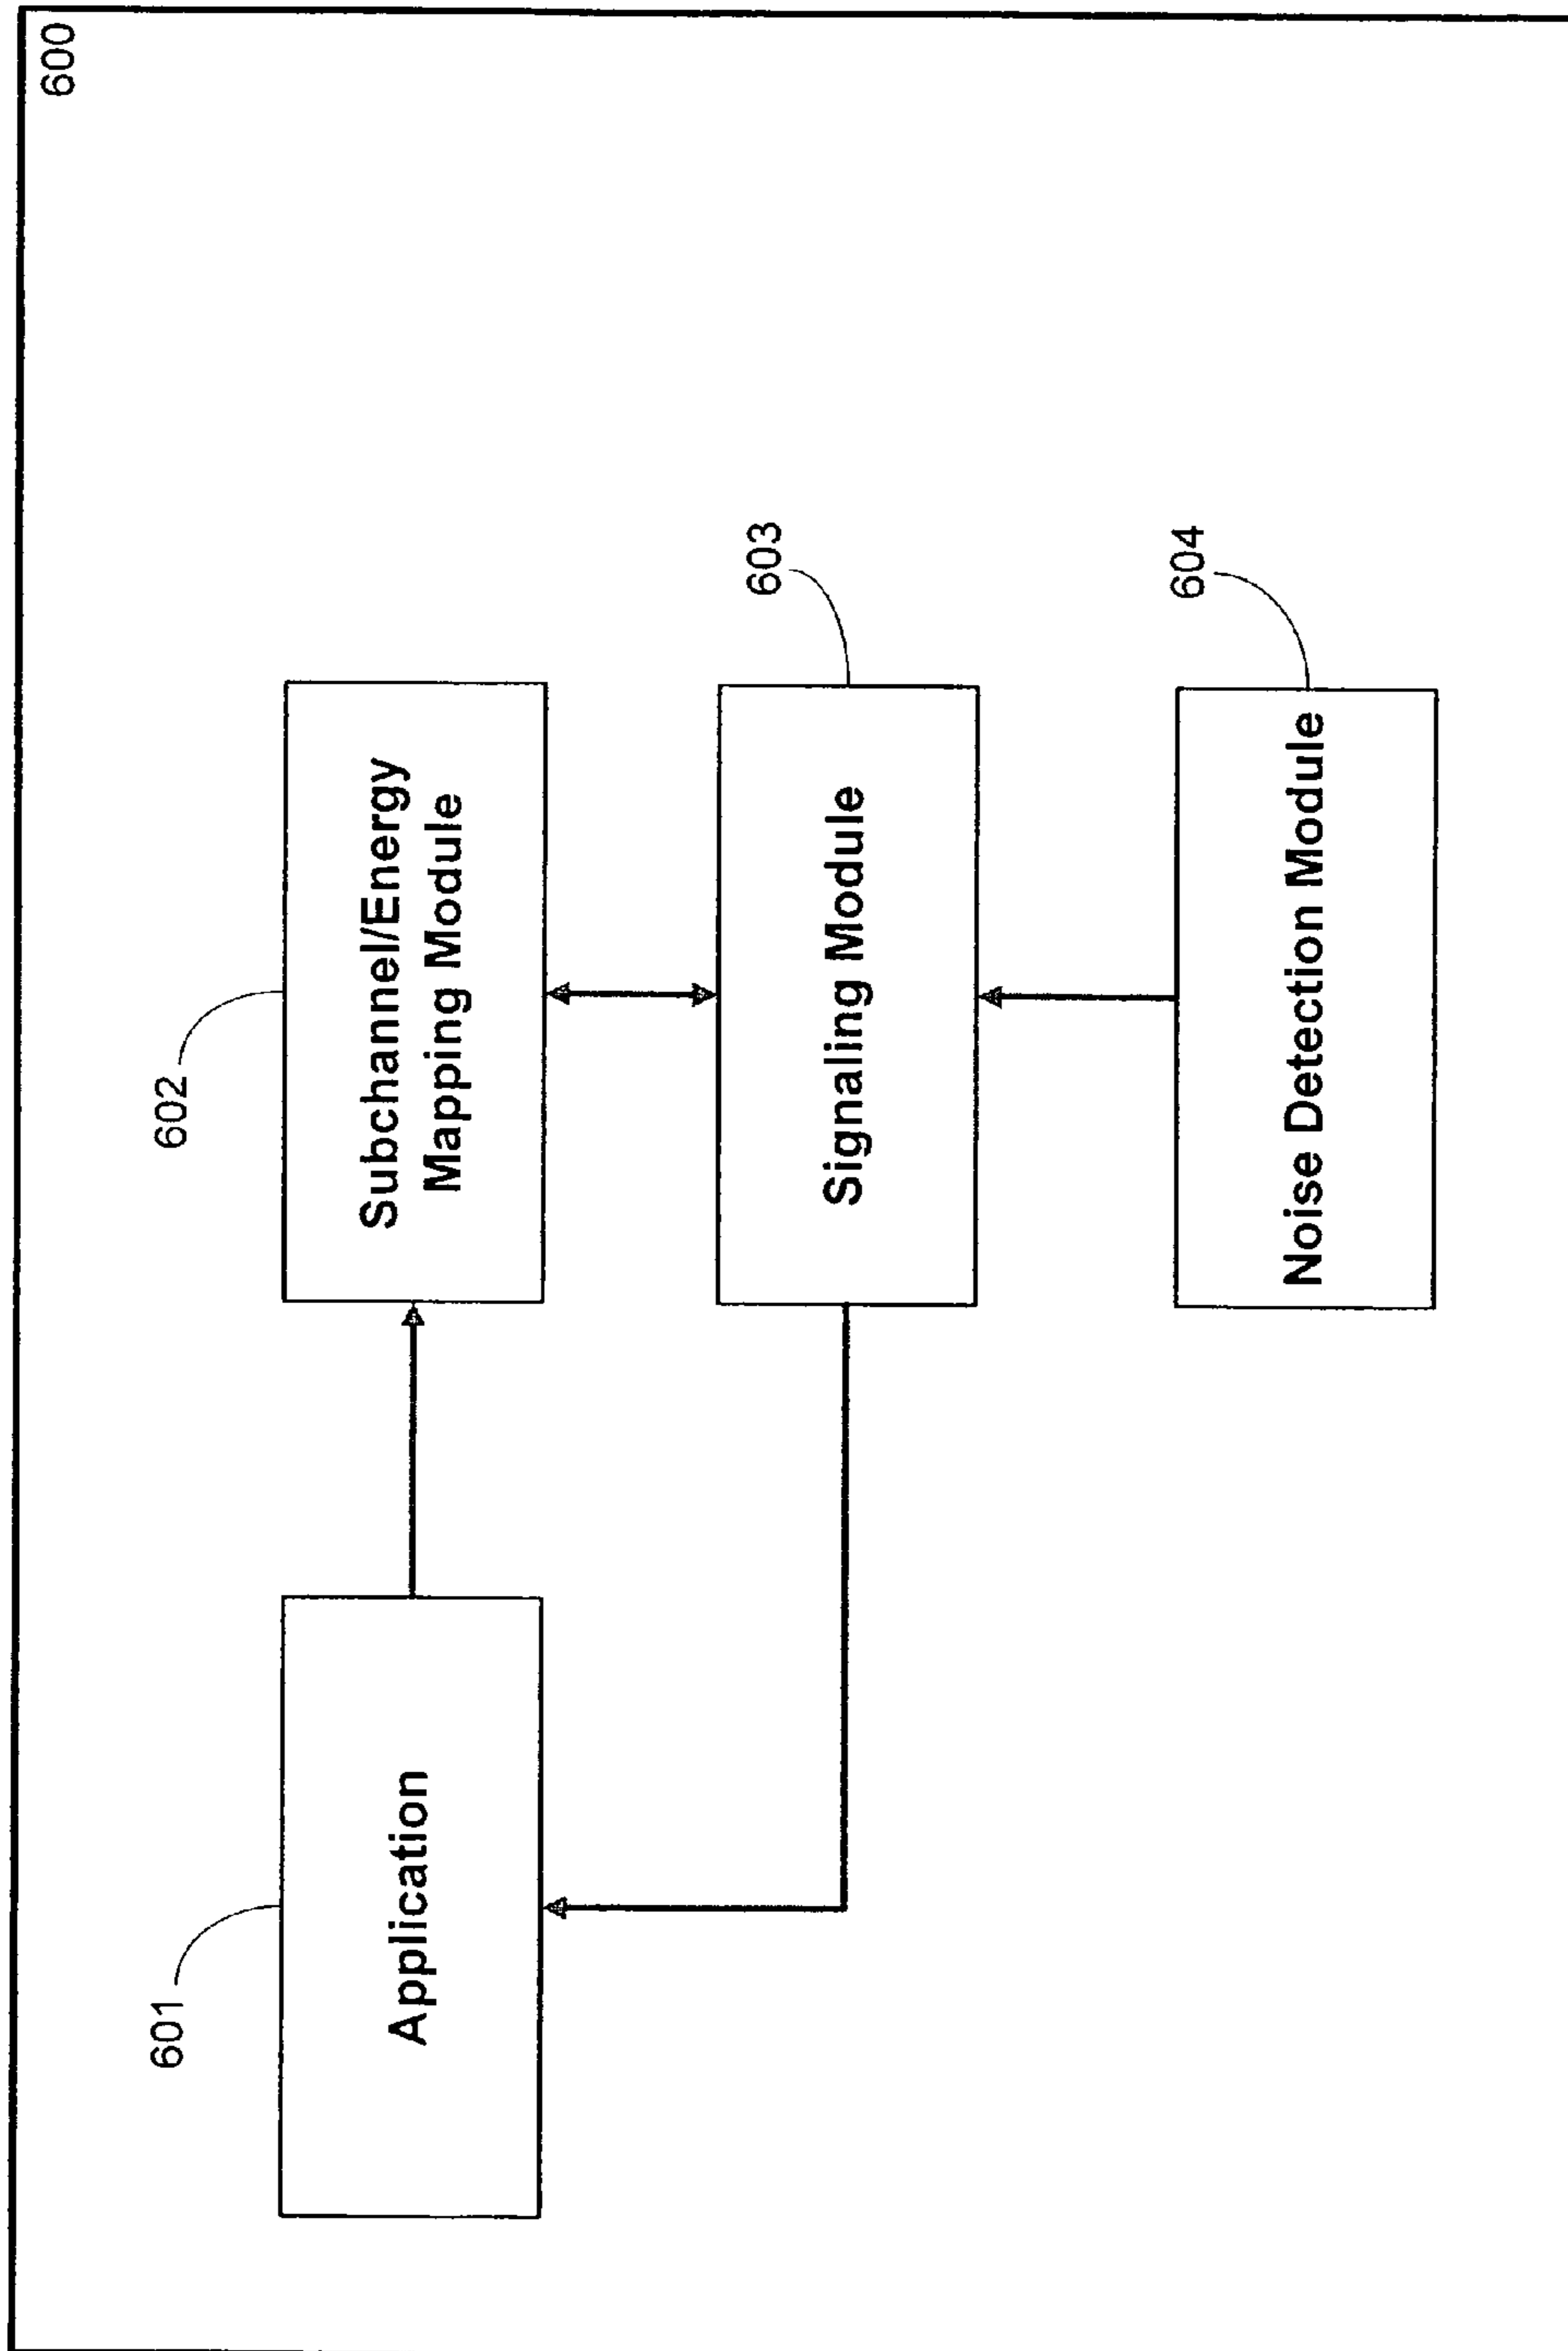 600
602
601
Application
Subchannel/Energy
Mapping Module
603
Signaling Module
604
Noise Detection Module